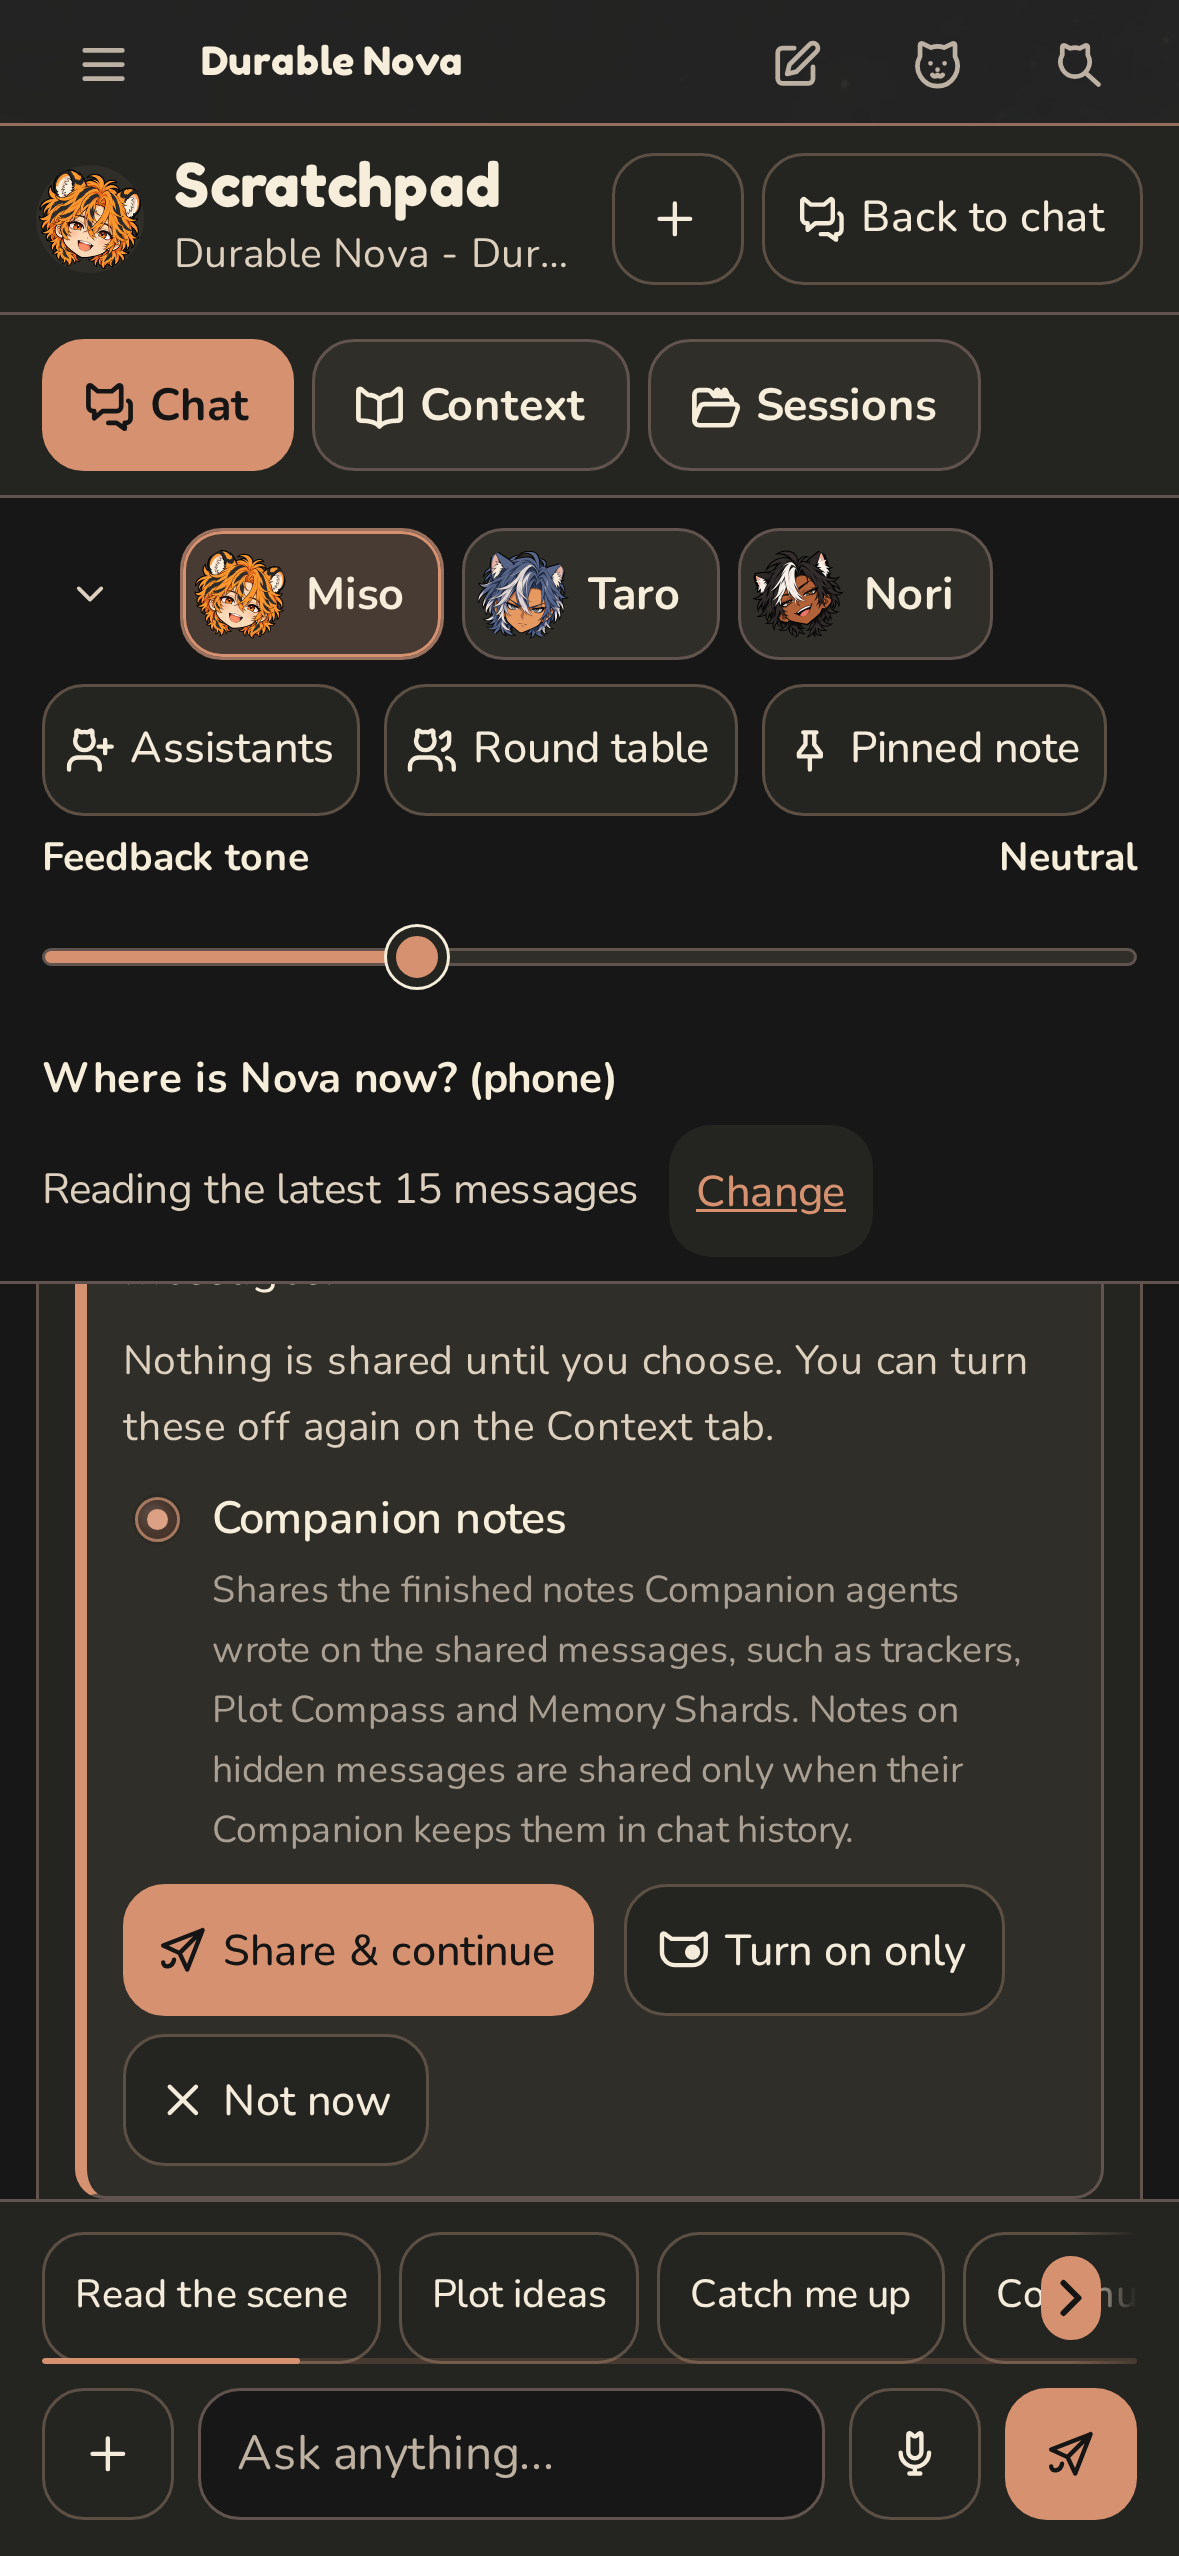 Durable Nova
Scratchpad
Durable Nova - Dur...
Back to chat
Chat
Context
Sessions
Miso
Taro
Nori
Assistants
Round table
Pinned note
Feedback tone
Neutral
Where is Nova now? (phone)
Reading the latest 15 messages
Change
Nothing is shared until you choose. You can turn
these off again on the Context tab.
Companion notes
Shares the finished notes Companion agents
wrote on the shared messages, such as trackers,
Plot Compass and Memory Shards. Notes on
hidden messages are shared only when their
Companion keeps them in chat history.
Share & continue
Turn on only
Not now
Read the scene
Plot ideas
Catch me up
Ask anything...